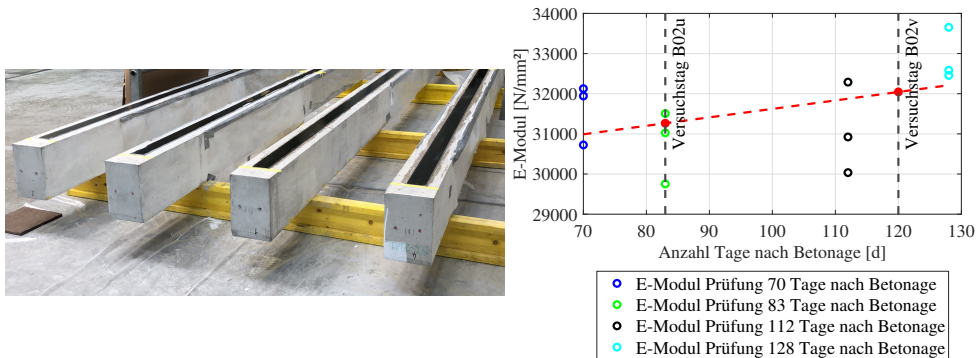 34000
33000
32000
31000
30000
29000
E-Modul [N/mm²]
Versuchstag B02u
Versuchstag B02v
70
80
90
100
110
120
130
Anzahl Tage nach Betonage [d]
E-Modul Prüfung 70 Tage nach Betonage
E-Modul Prüfung 83 Tage nach Betonage
E-Modul Prüfung 112 Tage nach Betonage
E-Modul Prüfung 128 Tage nach Betonage